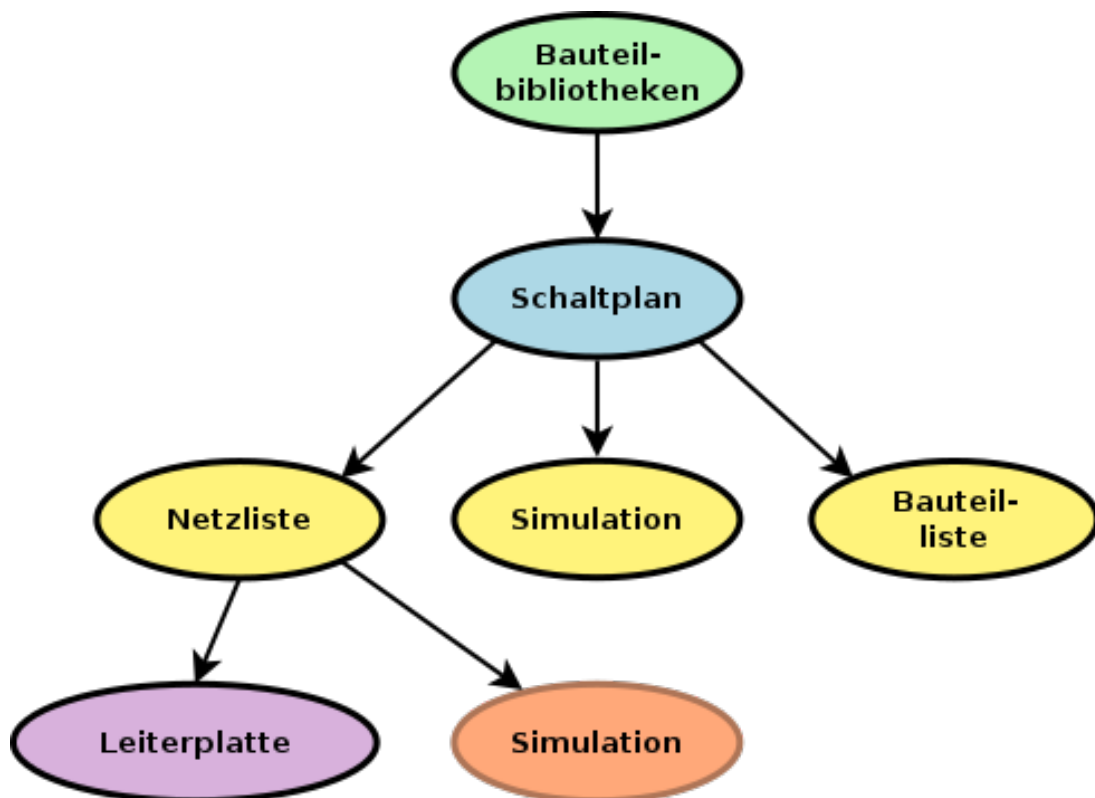 Bauteil-
bibliotheken
Schaltplan
Netzliste
Simulation
Bauteil-
liste
Leiterplatte
Simulation